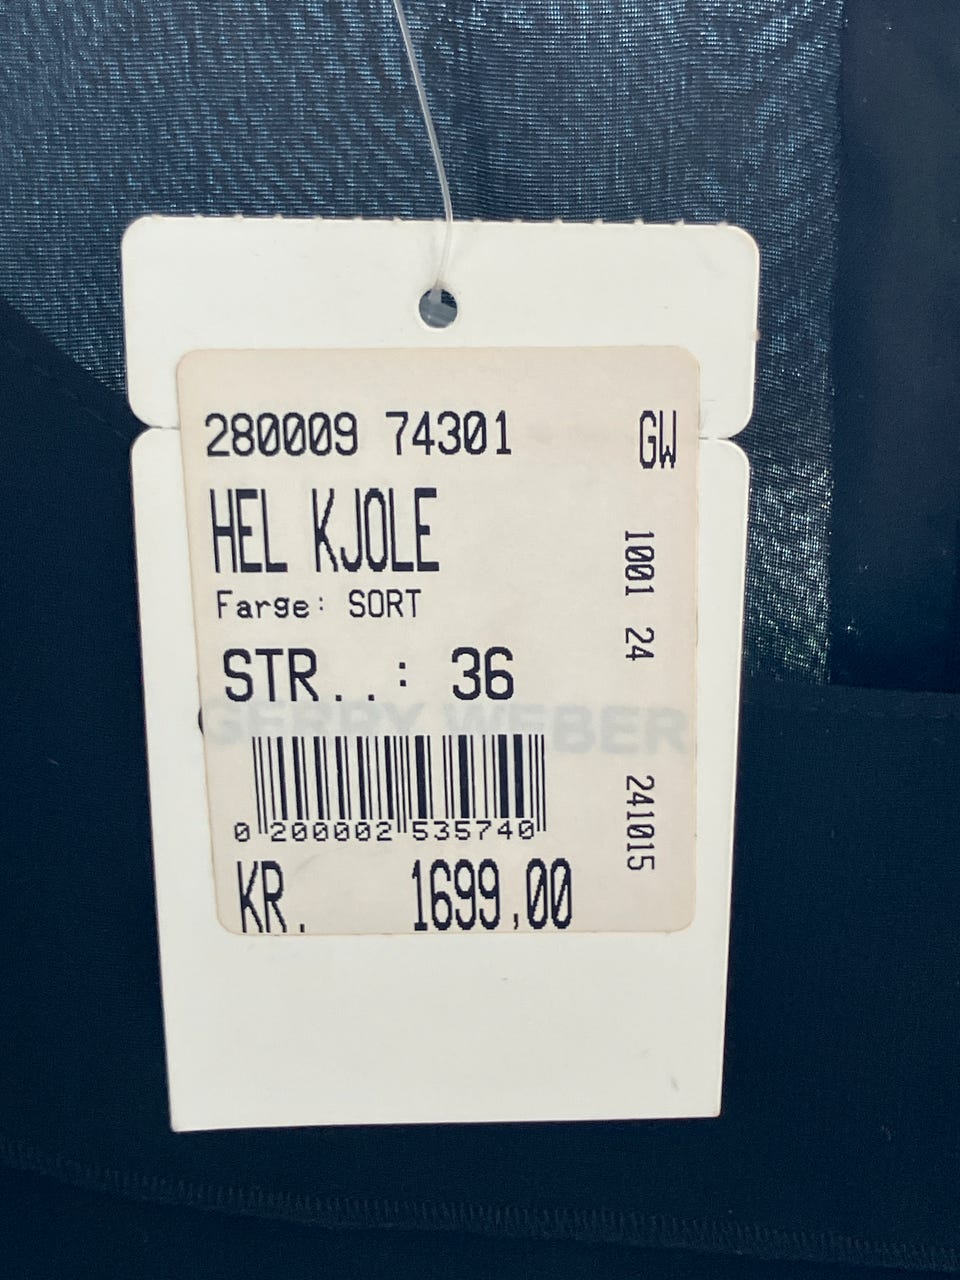 280009 74301 GW
HEL KJOLE
Farge: SORT
STR..: 36
GERRY WEBER
0 200002 535740
KR. 1699,00
1001 24 241015